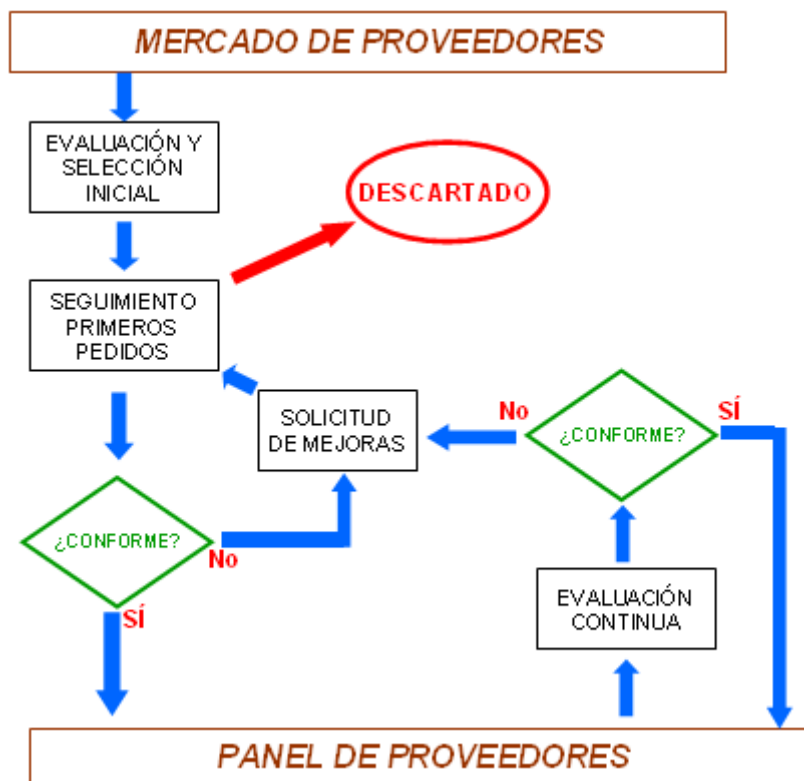 MERCADO DE PROVEEDORES
EVALUACIÓN Y
SELECCIÓN
INICIAL
DESCARTADO
SEGUIMIENTO
PRIMEROS
PEDIDOS
SOLICITUD
DE MEJORAS
No
¿CONFORME?
SÍ
¿CONFORME?
No
SÍ
EVALUACIÓN
CONTINUA
PANEL DE PROVEEDORES